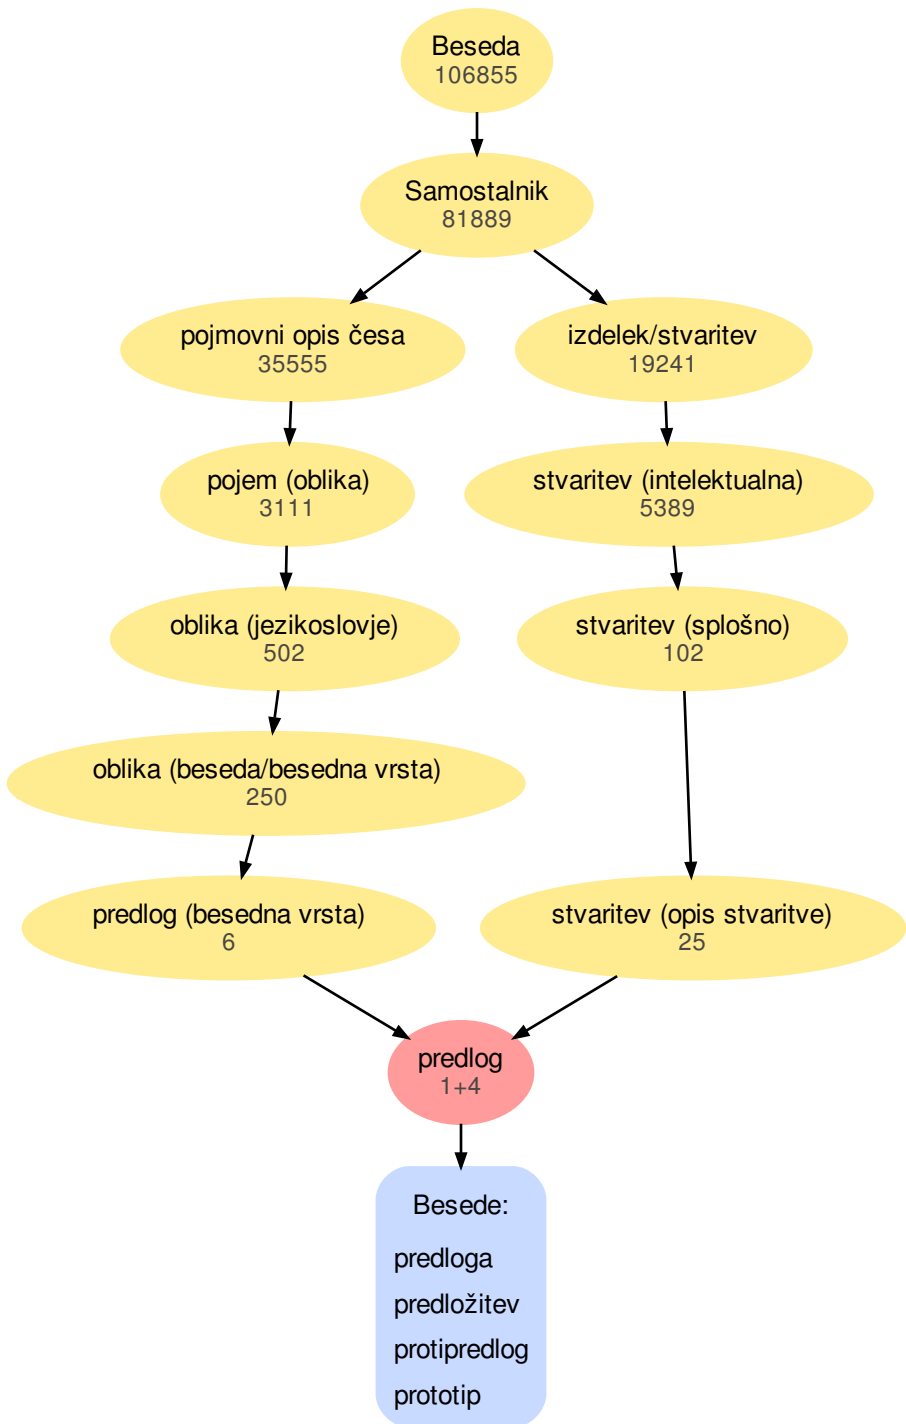 Beseda
106855
Samostalnik
81889
pojmovni opis česa
35555
izdelek/stvaritev
19241
pojem (oblika)
3111
stvaritev (intelektualna)
5389
oblika (jezikoslovje)
502
stvaritev (splošno)
102
oblika (beseda/besedna vrsta)
250
predlog (besedna vrsta)
6
stvaritev (opis stvaritve)
25
predlog
1+4
Besede:
predloga
predložitev
protipredlog
prototip